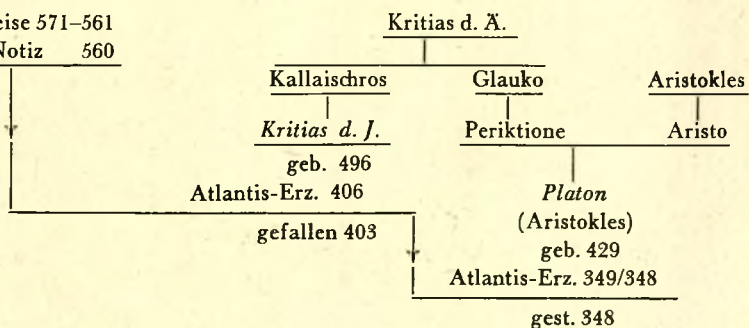 eise 571–561
Kritias d. Ä.
Notiz 560
Kallaischros Glauko Aristokles
Kritias d. J. Periktione Aristo
geb. 496
Atlantis-Erz. 406 Platon
(Aristokles)
gefallen 403
geb. 429
Atlantis-Erz. 349/348
gest. 348